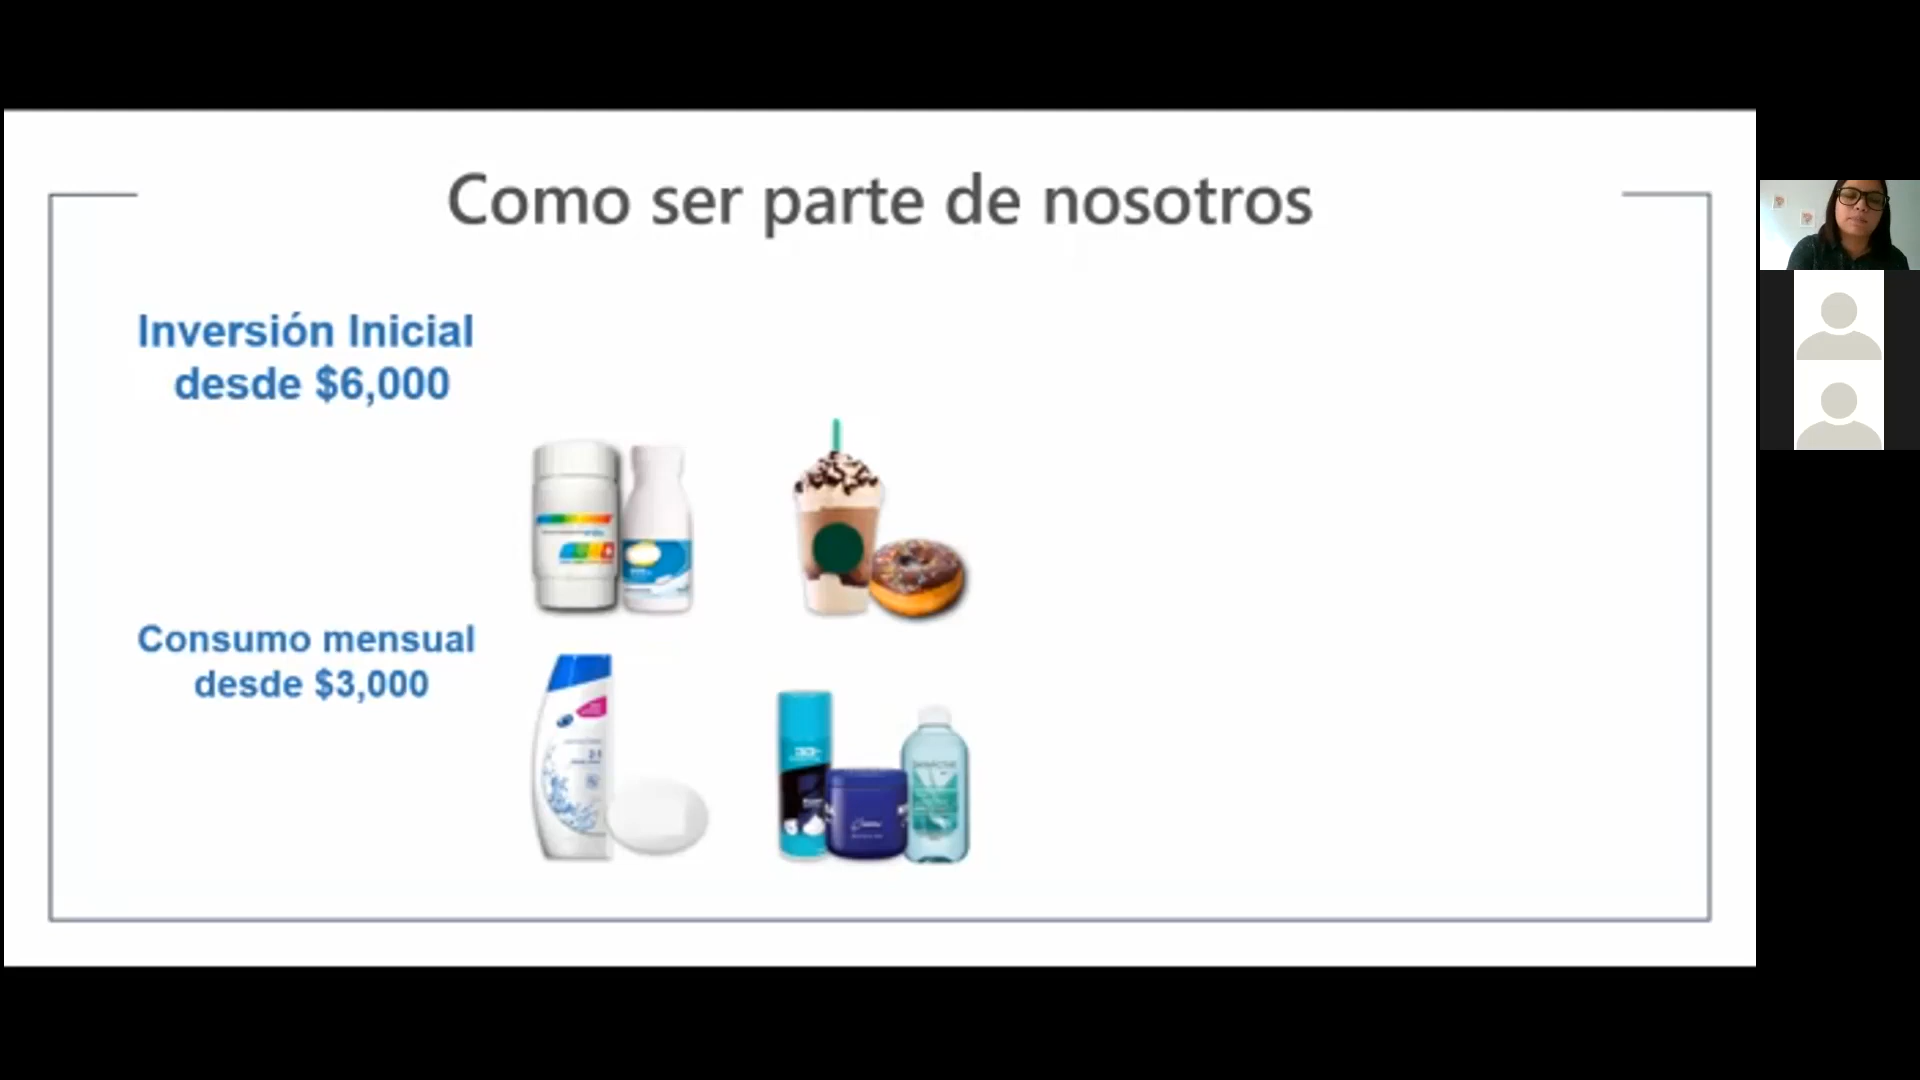 Como ser parte de nosotros
Inversión Inicial
desde $6,000
Consumo mensual
desde $3,000